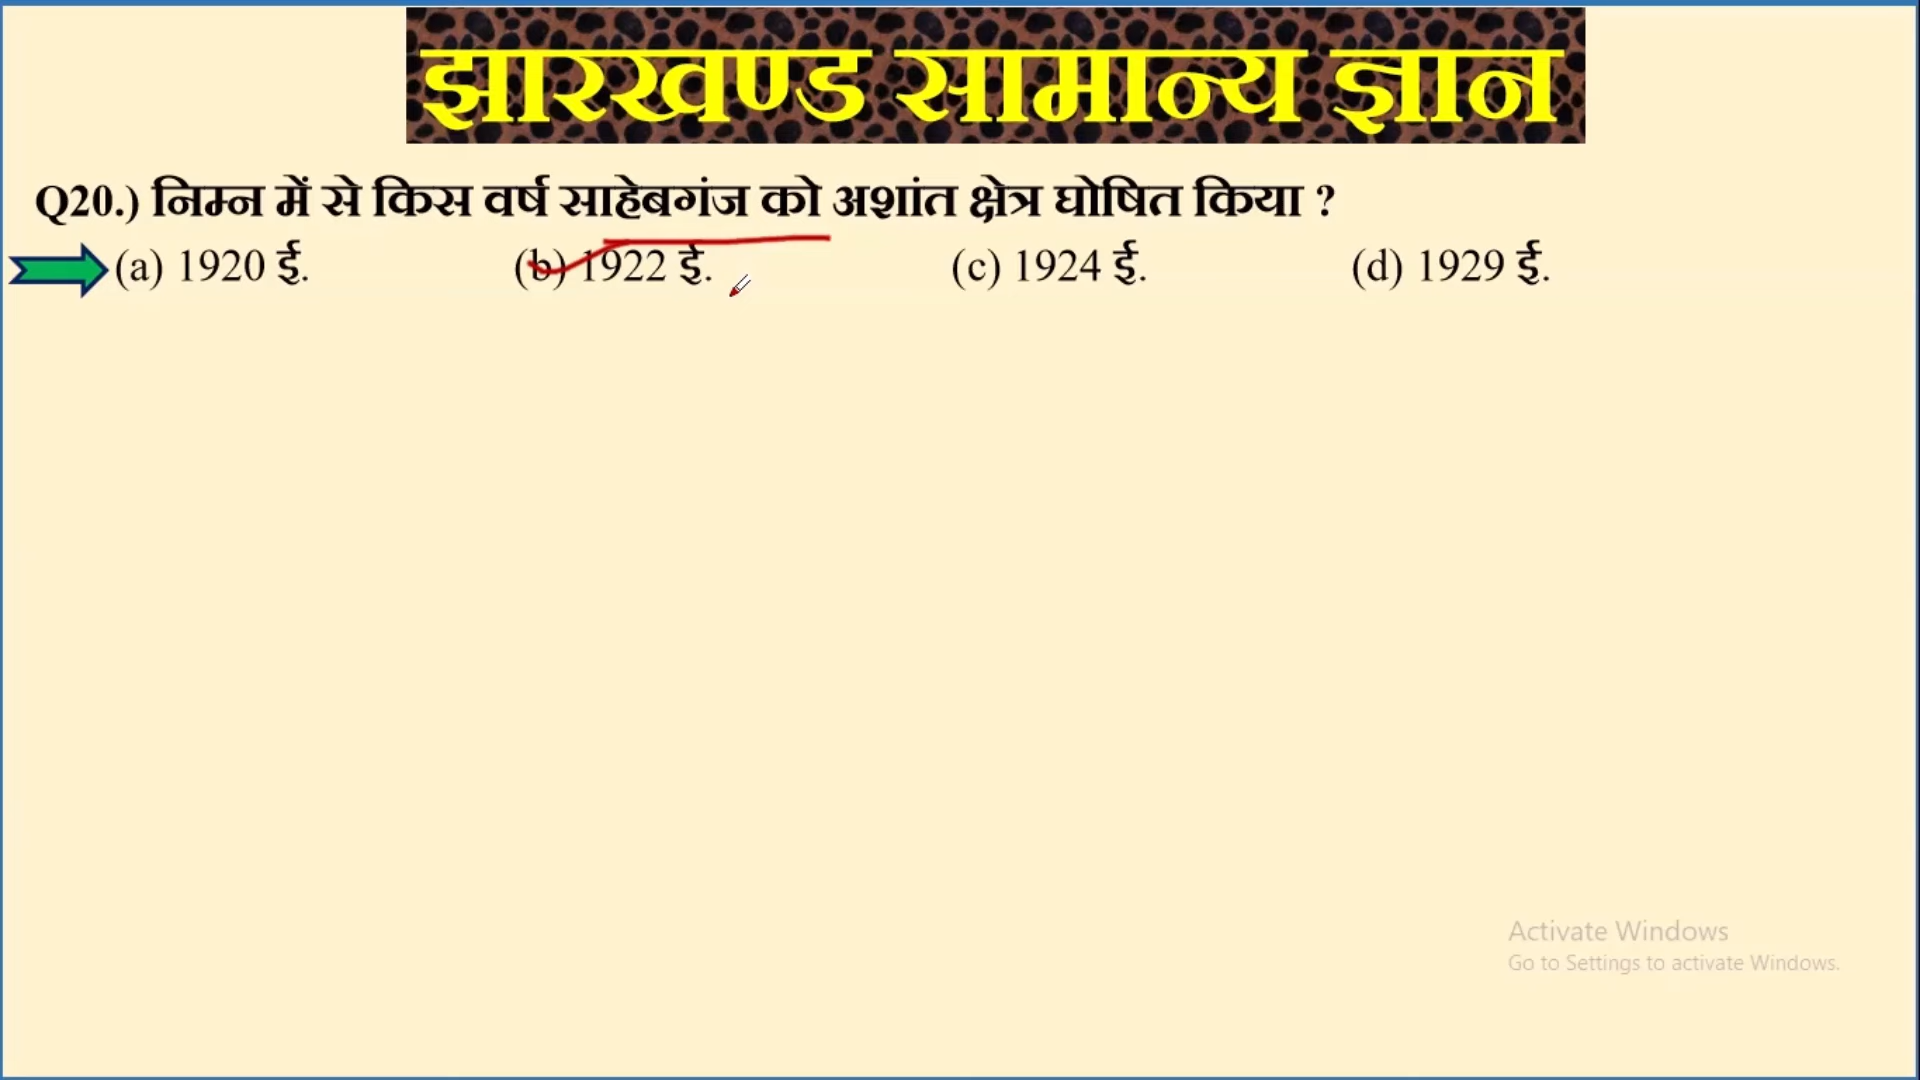 झारखण्ड सामान्य ज्ञान
Q20.) निम्न में से किस वर्ष साहेबगंज को अशांत क्षेत्र घोषित किया ?
(a) 1920 ई. (b) 1922 ई. (c) 1924 ई. (d) 1929 ई.
Activate Windows
Go to Settings to activate Windows.